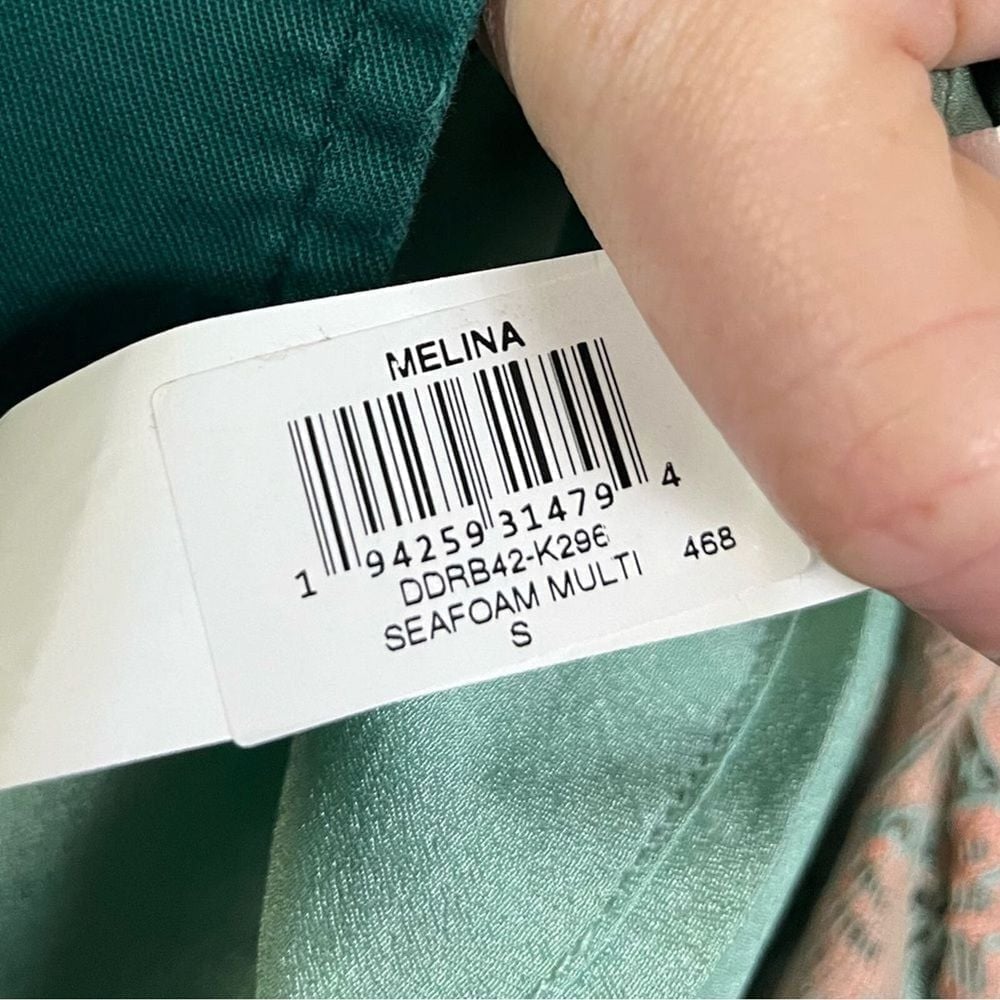 MELINA
1 94259 31479 4
DDRB42-K296
SEAFOAM MULTI 468
S